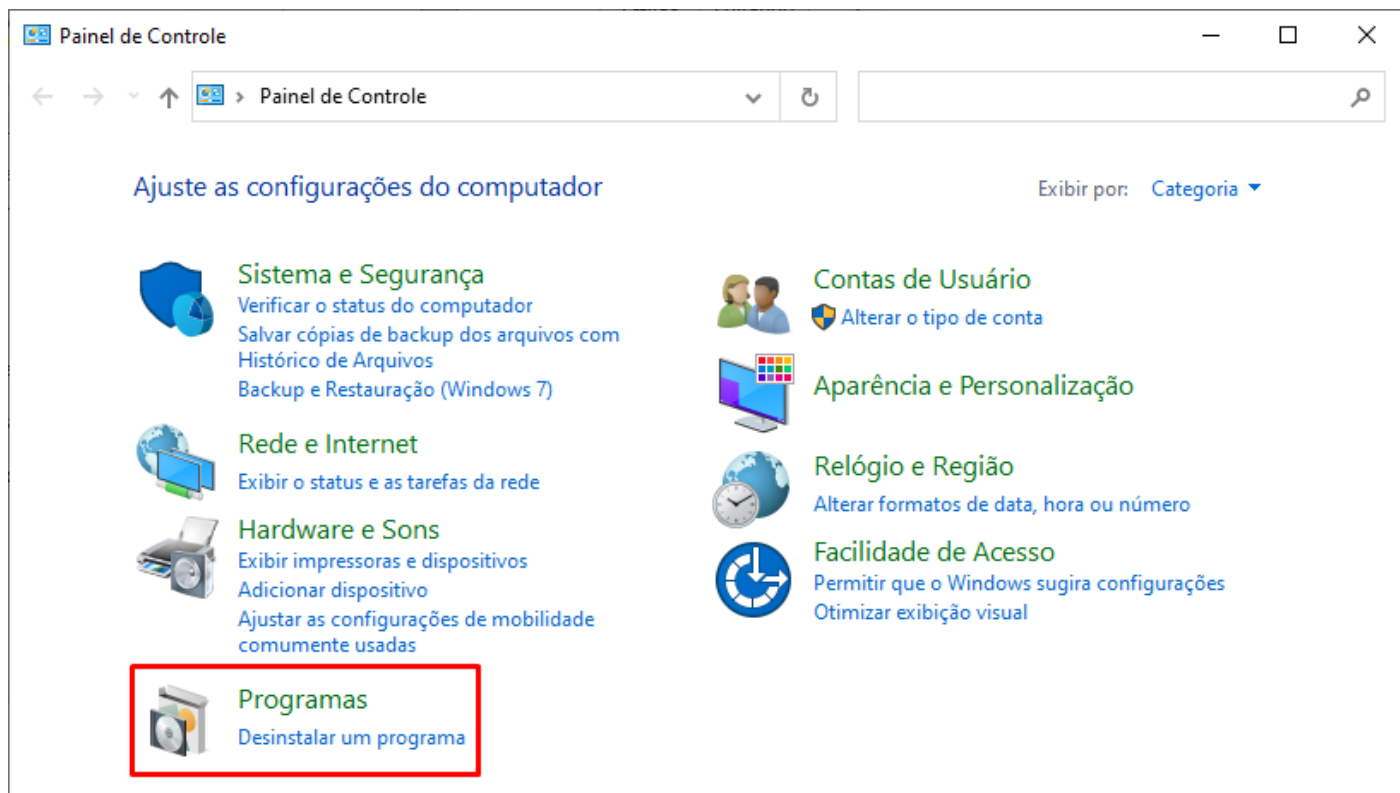 Painel de Controle
Painel de Controle
Ajuste as configurações do computador
Exibir por: Categoria
Sistema e Segurança
Verificar o status do computador
Salvar cópias de backup dos arquivos com
Histórico de Arquivos
Backup e Restauração (Windows 7)
Rede e Internet
Exibir o status e as tarefas da rede
Hardware e Sons
Exibir impressoras e dispositivos
Adicionar dispositivo
Ajustar as configurações de mobilidade
comumente usadas
Programas
Desinstalar um programa
Contas de Usuário
Alterar o tipo de conta
Aparência e Personalização
Relógio e Região
Alterar formatos de data, hora ou número
Facilidade de Acesso
Permitir que o Windows sugira configurações
Otimizar exibição visual